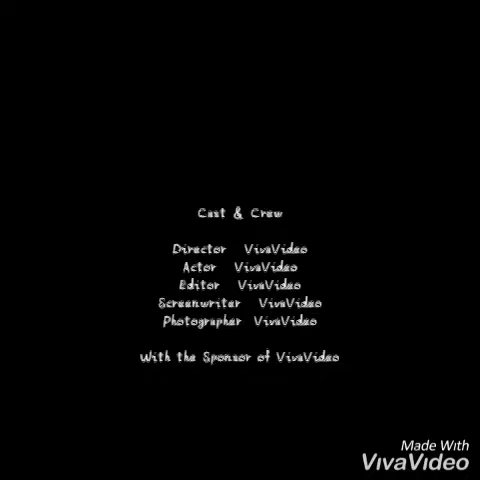 Cast & Crew
Director VivaVideo
Actor VivaVideo
Editor VivaVideo
Screenwriter VivaVideo
Photographer VivaVideo
With the Sponsor of VivaVideo
Made With
VivaVideo